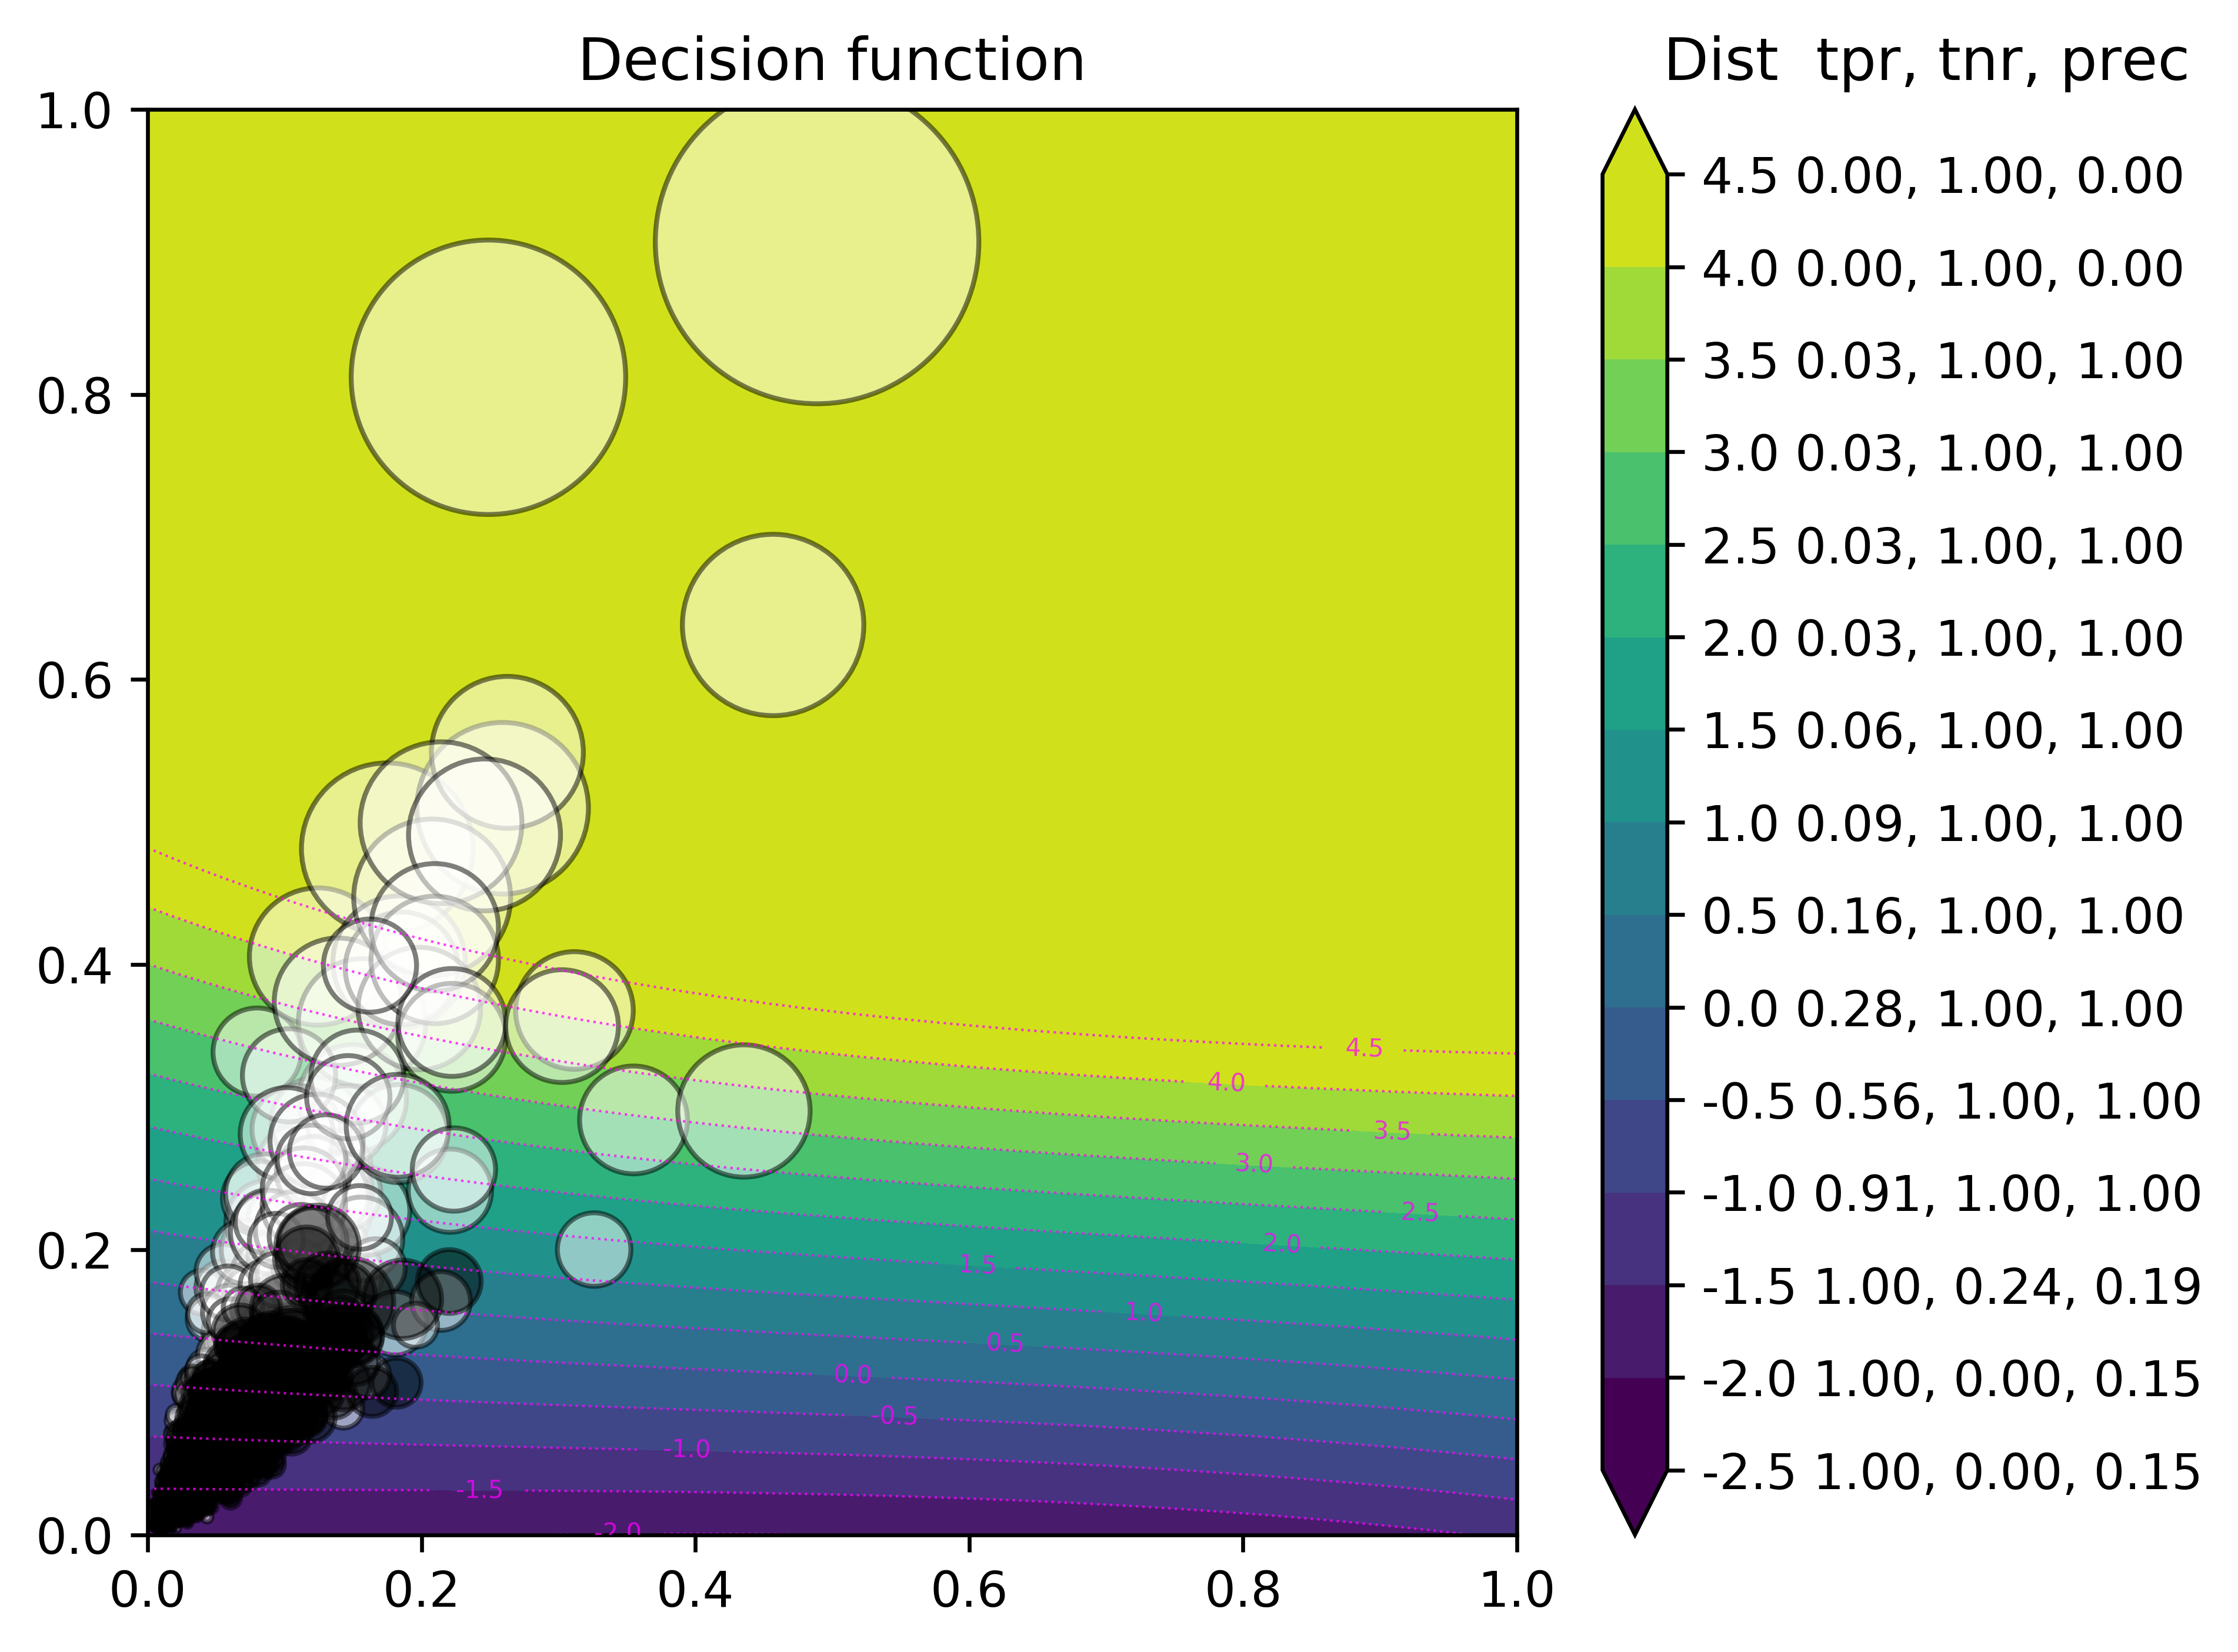 Decision function
Dist tpr, tnr, prec
1.0
0.8
0.6
0.4
0.2
0.0
0.0 0.2 0.4 0.6 0.8 1.0
4.5
4.0
3.5
3.0
2.5
2.0
1.5
1.0
0.5
0.0
-0.5
-1.0
-1.5
-2.0
4.5 0.00, 1.00, 0.00
4.0 0.00, 1.00, 0.00
3.5 0.03, 1.00, 1.00
3.0 0.03, 1.00, 1.00
2.5 0.03, 1.00, 1.00
2.0 0.03, 1.00, 1.00
1.5 0.06, 1.00, 1.00
1.0 0.09, 1.00, 1.00
0.5 0.16, 1.00, 1.00
0.0 0.28, 1.00, 1.00
-0.5 0.56, 1.00, 1.00
-1.0 0.91, 1.00, 1.00
-1.5 1.00, 0.24, 0.19
-2.0 1.00, 0.00, 0.15
-2.5 1.00, 0.00, 0.15